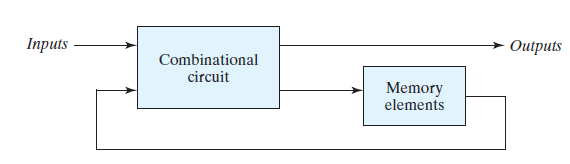 Inputs
Combinational
circuit
Outputs
Memory
elements